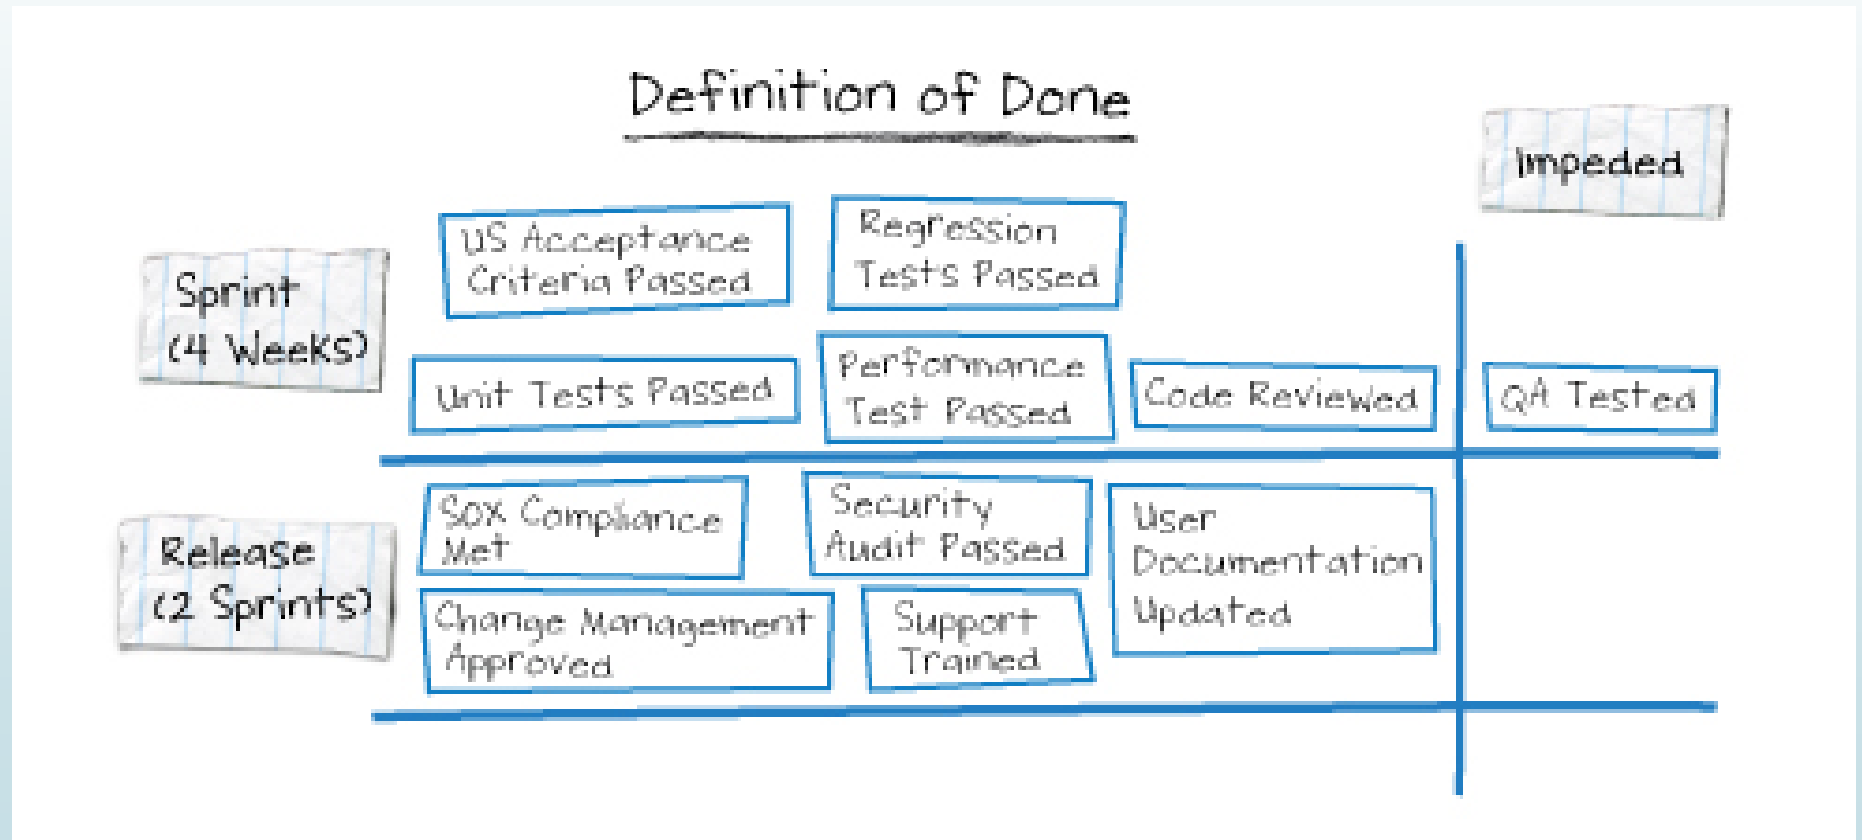 Definition of Done
Impeded
Sprint
(4 Weeks)
US Acceptance
Criteria Passed
Regression
Tests Passed
Unit Tests Passed
Performance
Test Passed
Code Reviewed
QA Tested
Release
(2 Sprints)
SOX Compliance
Met
Security
Audit Passed
User
Documentation
Updated
Change Management
Approved
Support
Trained